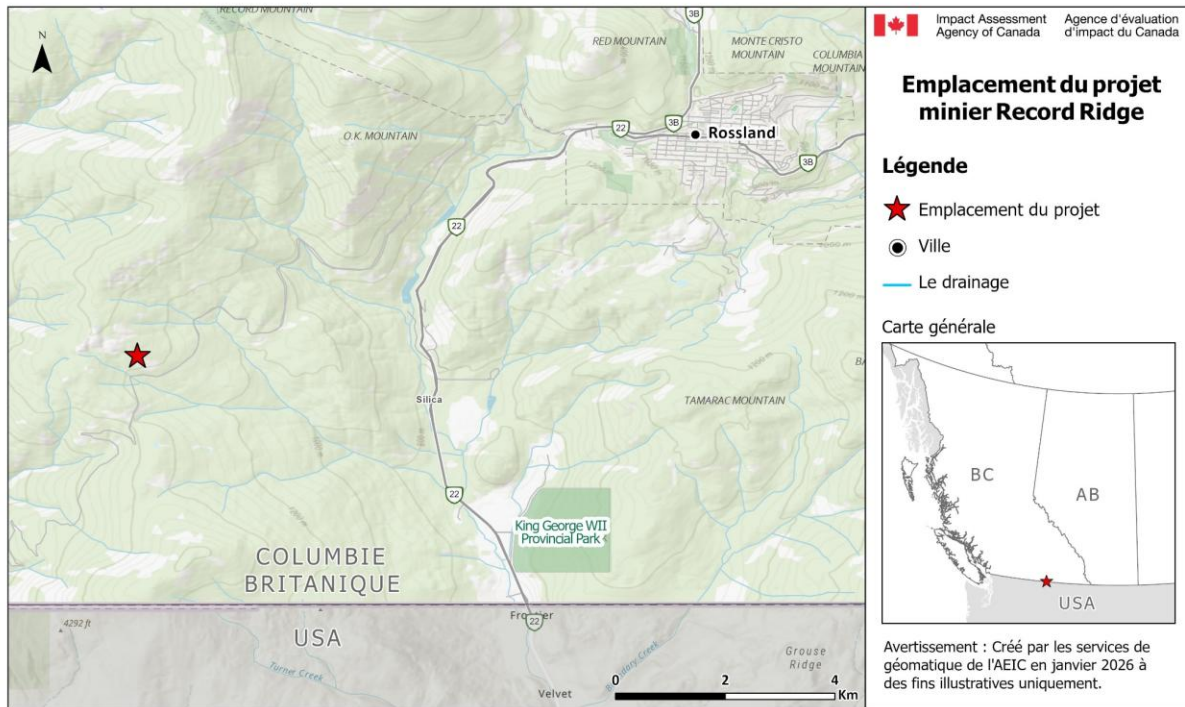 N
RECORD MOUNTAIN
3B
RED MOUNTAIN
MONTE CRISTO
MOUNTAIN
COLUMBIA
MOUNTAIN
O.K. MOUNTAIN
22
3B
Rossland
3B
22
Silica
TAMARAC MOUNTAIN
BA
22
King George WII
Provincial Park
COLUMBIE
BRITANIQUE
USA
Frontier
22
4292 ft
Turner Creek
Boundary Creek
Grouse
Ridge
Velvet
0 2 4
Km
Impact Assessment
Agency of Canada
Agence d'évaluation
d'impact du Canada
Emplacement du projet
minier Record Ridge
Légende
Emplacement du projet
Ville
Le drainage
Carte générale
BC
AB
USA
Avertissement : Créé par les services de
géomatique de l'AEIC en janvier 2026 à
des fins illustratives uniquement.